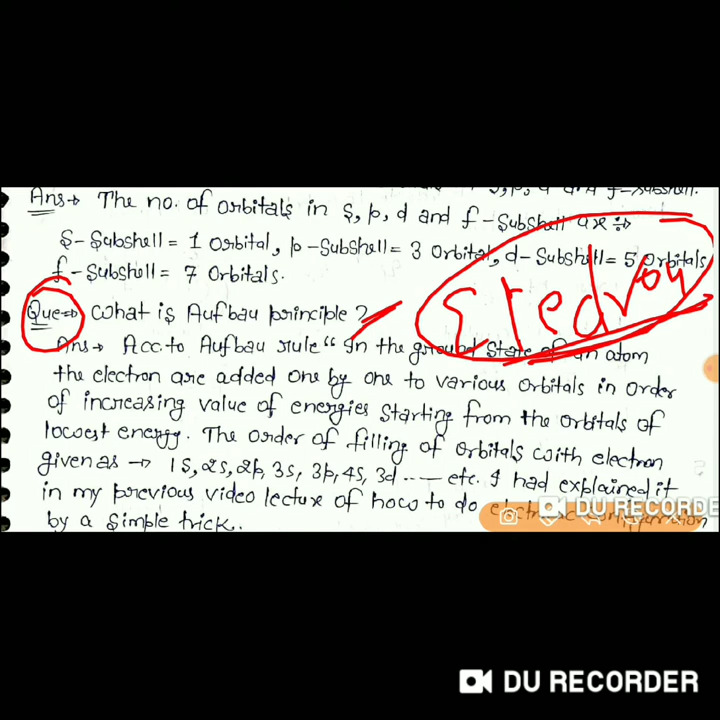 s, p, d and f-Subshell.
Ans→ The no. of orbitals in s, p, d and f-Subshell are ⇒
s-Subshell = 1 Orbital, p-Subshell = 3 Orbital, d-Subshell = 5 Orbitals
f-Subshell = 7 Orbitals.
Que⇒ What is Aufbau principle ?
Ans→ Acc. to Aufbau rule “In the ground state of an atom
the electron are added one by one to various orbitals in order
of increasing value of energies starting from the orbitals of
lowest energy. The order of filling of orbitals with electron
given as → 1s, 2s, 2p, 3s, 3p, 4s, 3d ----- etc. I had explained it
in my previous video lecture of how to do electronic configuration
by a simple trick..
DU RECORDER
DU RECORDER